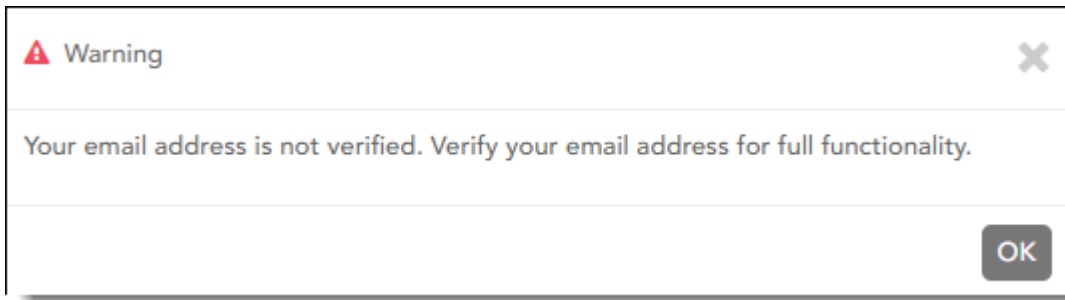 Warning
Your email address is not verified. Verify your email address for full functionality.
OK